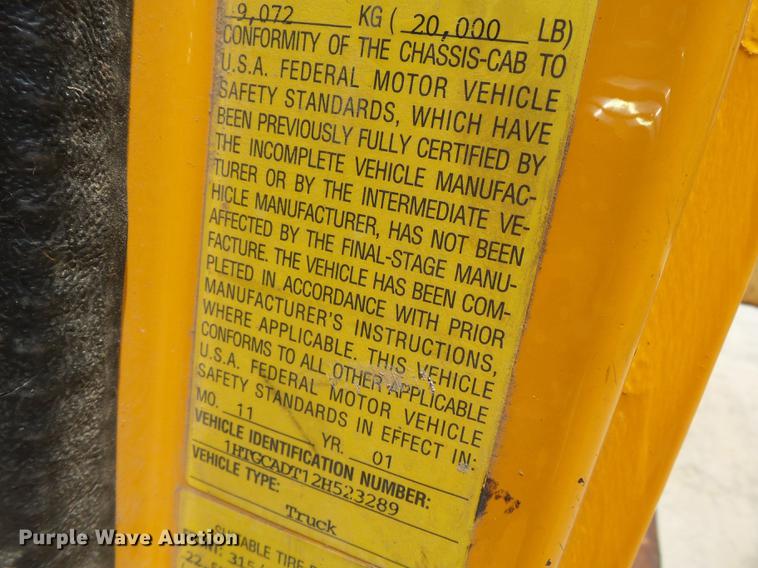 9,072 KG ( 20,000 LB)
CONFORMITY OF THE CHASSIS-CAB TO
U.S.A. FEDERAL MOTOR VEHICLE
SAFETY STANDARDS, WHICH HAVE
BEEN PREVIOUSLY FULLY CERTIFIED BY
THE INCOMPLETE VEHICLE MANUFAC-
TURER OR BY THE INTERMEDIATE VE-
HICLE MANUFACTURER, HAS NOT BEEN
AFFECTED BY THE FINAL-STAGE MANU-
FACTURE. THE VEHICLE HAS BEEN COM-
PLETED IN ACCORDANCE WITH PRIOR
MANUFACTURER'S INSTRUCTIONS,
WHERE APPLICABLE. THIS VEHICLE
CONFORMS TO ALL OTHER APPLICABLE
U.S.A. FEDERAL MOTOR VEHICLE
SAFETY STANDARDS IN EFFECT IN:
MO. 11 YR. 01
VEHICLE IDENTIFICATION NUMBER:
1HTGCADT12H523289
VEHICLE TYPE:
Truck
SUITABLE TIRE
FRONT: 315
Purple Wave Auction